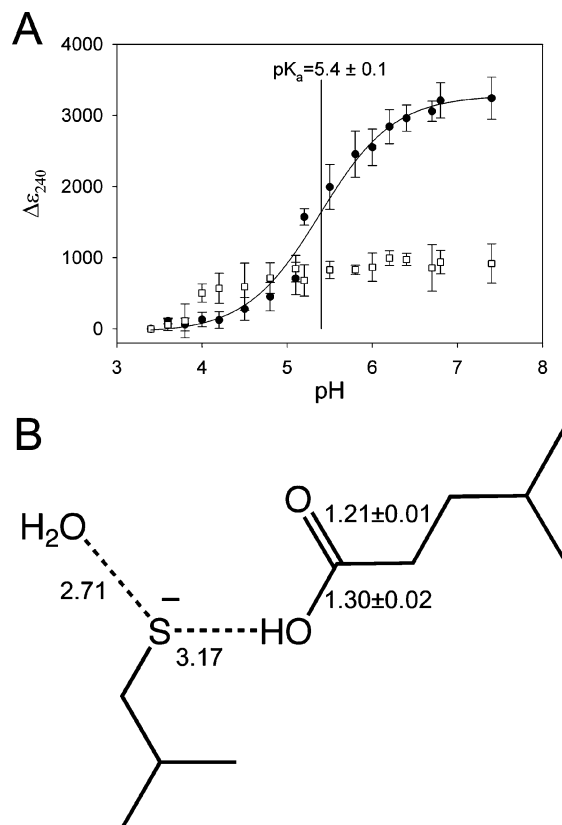 A
pKₐ=5.4 ± 0.1
4000
3000
2000
1000
0
Δε₂₄₀
3 4 5 6 7 8
pH
B
O
1.21±0.01
H₂O
2.71
1.30±0.02
–
S
HO
3.17